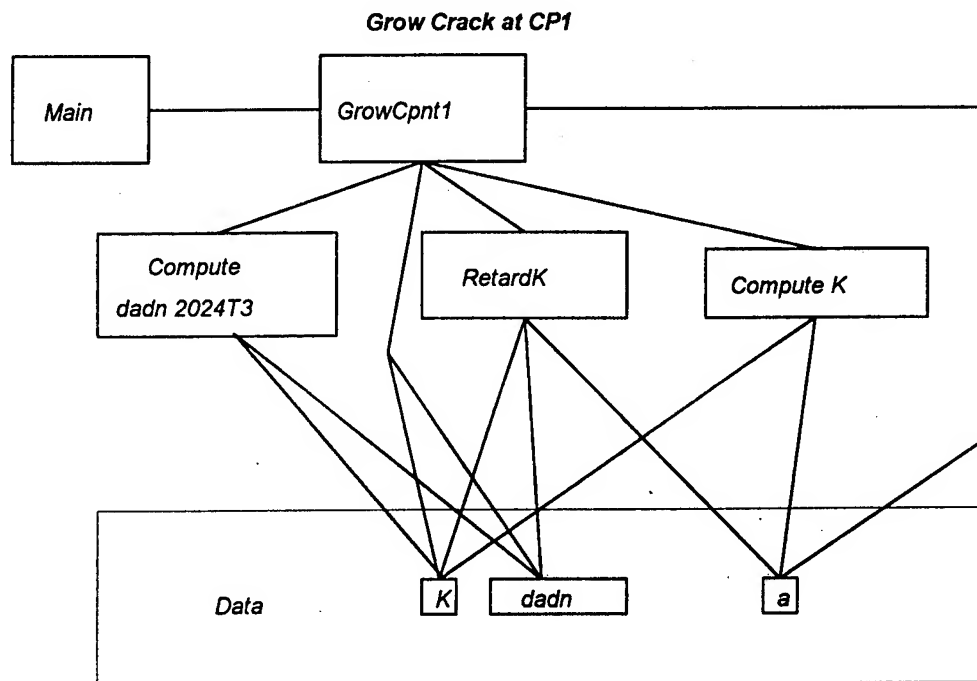 Grow Crack at CP1
Main
GrowCpnt1
Compute
dadn 2024T3
RetardK
Compute K
Data
K
dadn
a